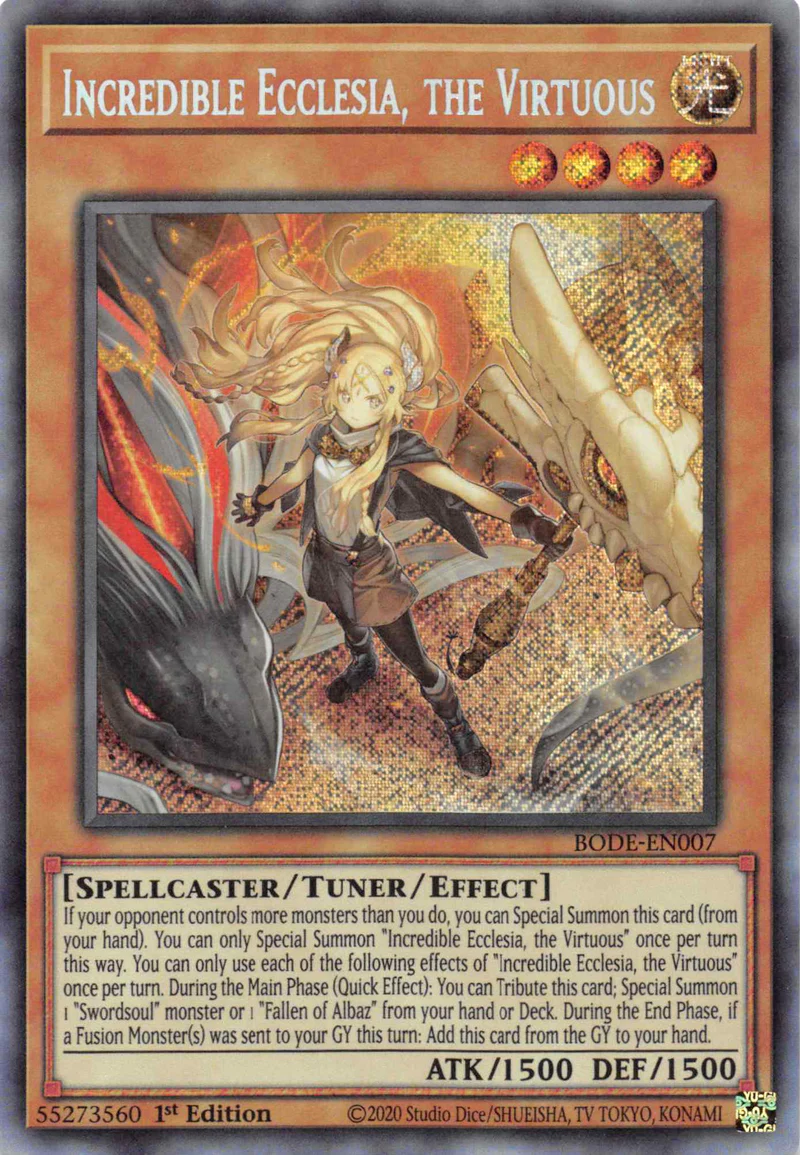 Incredible Ecclesia, the Virtuous
光
BODE-EN007
[Spellcaster/Tuner/Effect]
If your opponent controls more monsters than you do, you can Special Summon this card (from
your hand). You can only Special Summon "Incredible Ecclesia, the Virtuous" once per turn
this way. You can only use each of the following effects of "Incredible Ecclesia, the Virtuous"
once per turn. During the Main Phase (Quick Effect): You can Tribute this card; Special Summon
1 "Swordsoul" monster or 1 "Fallen of Albaz" from your hand or Deck. During the End Phase, if
a Fusion Monster(s) was sent to your GY this turn: Add this card from the GY to your hand.
ATK/1500 DEF/1500
55273560 1st Edition ©2020 Studio Dice/SHUEISHA, TV TOKYO, KONAMI